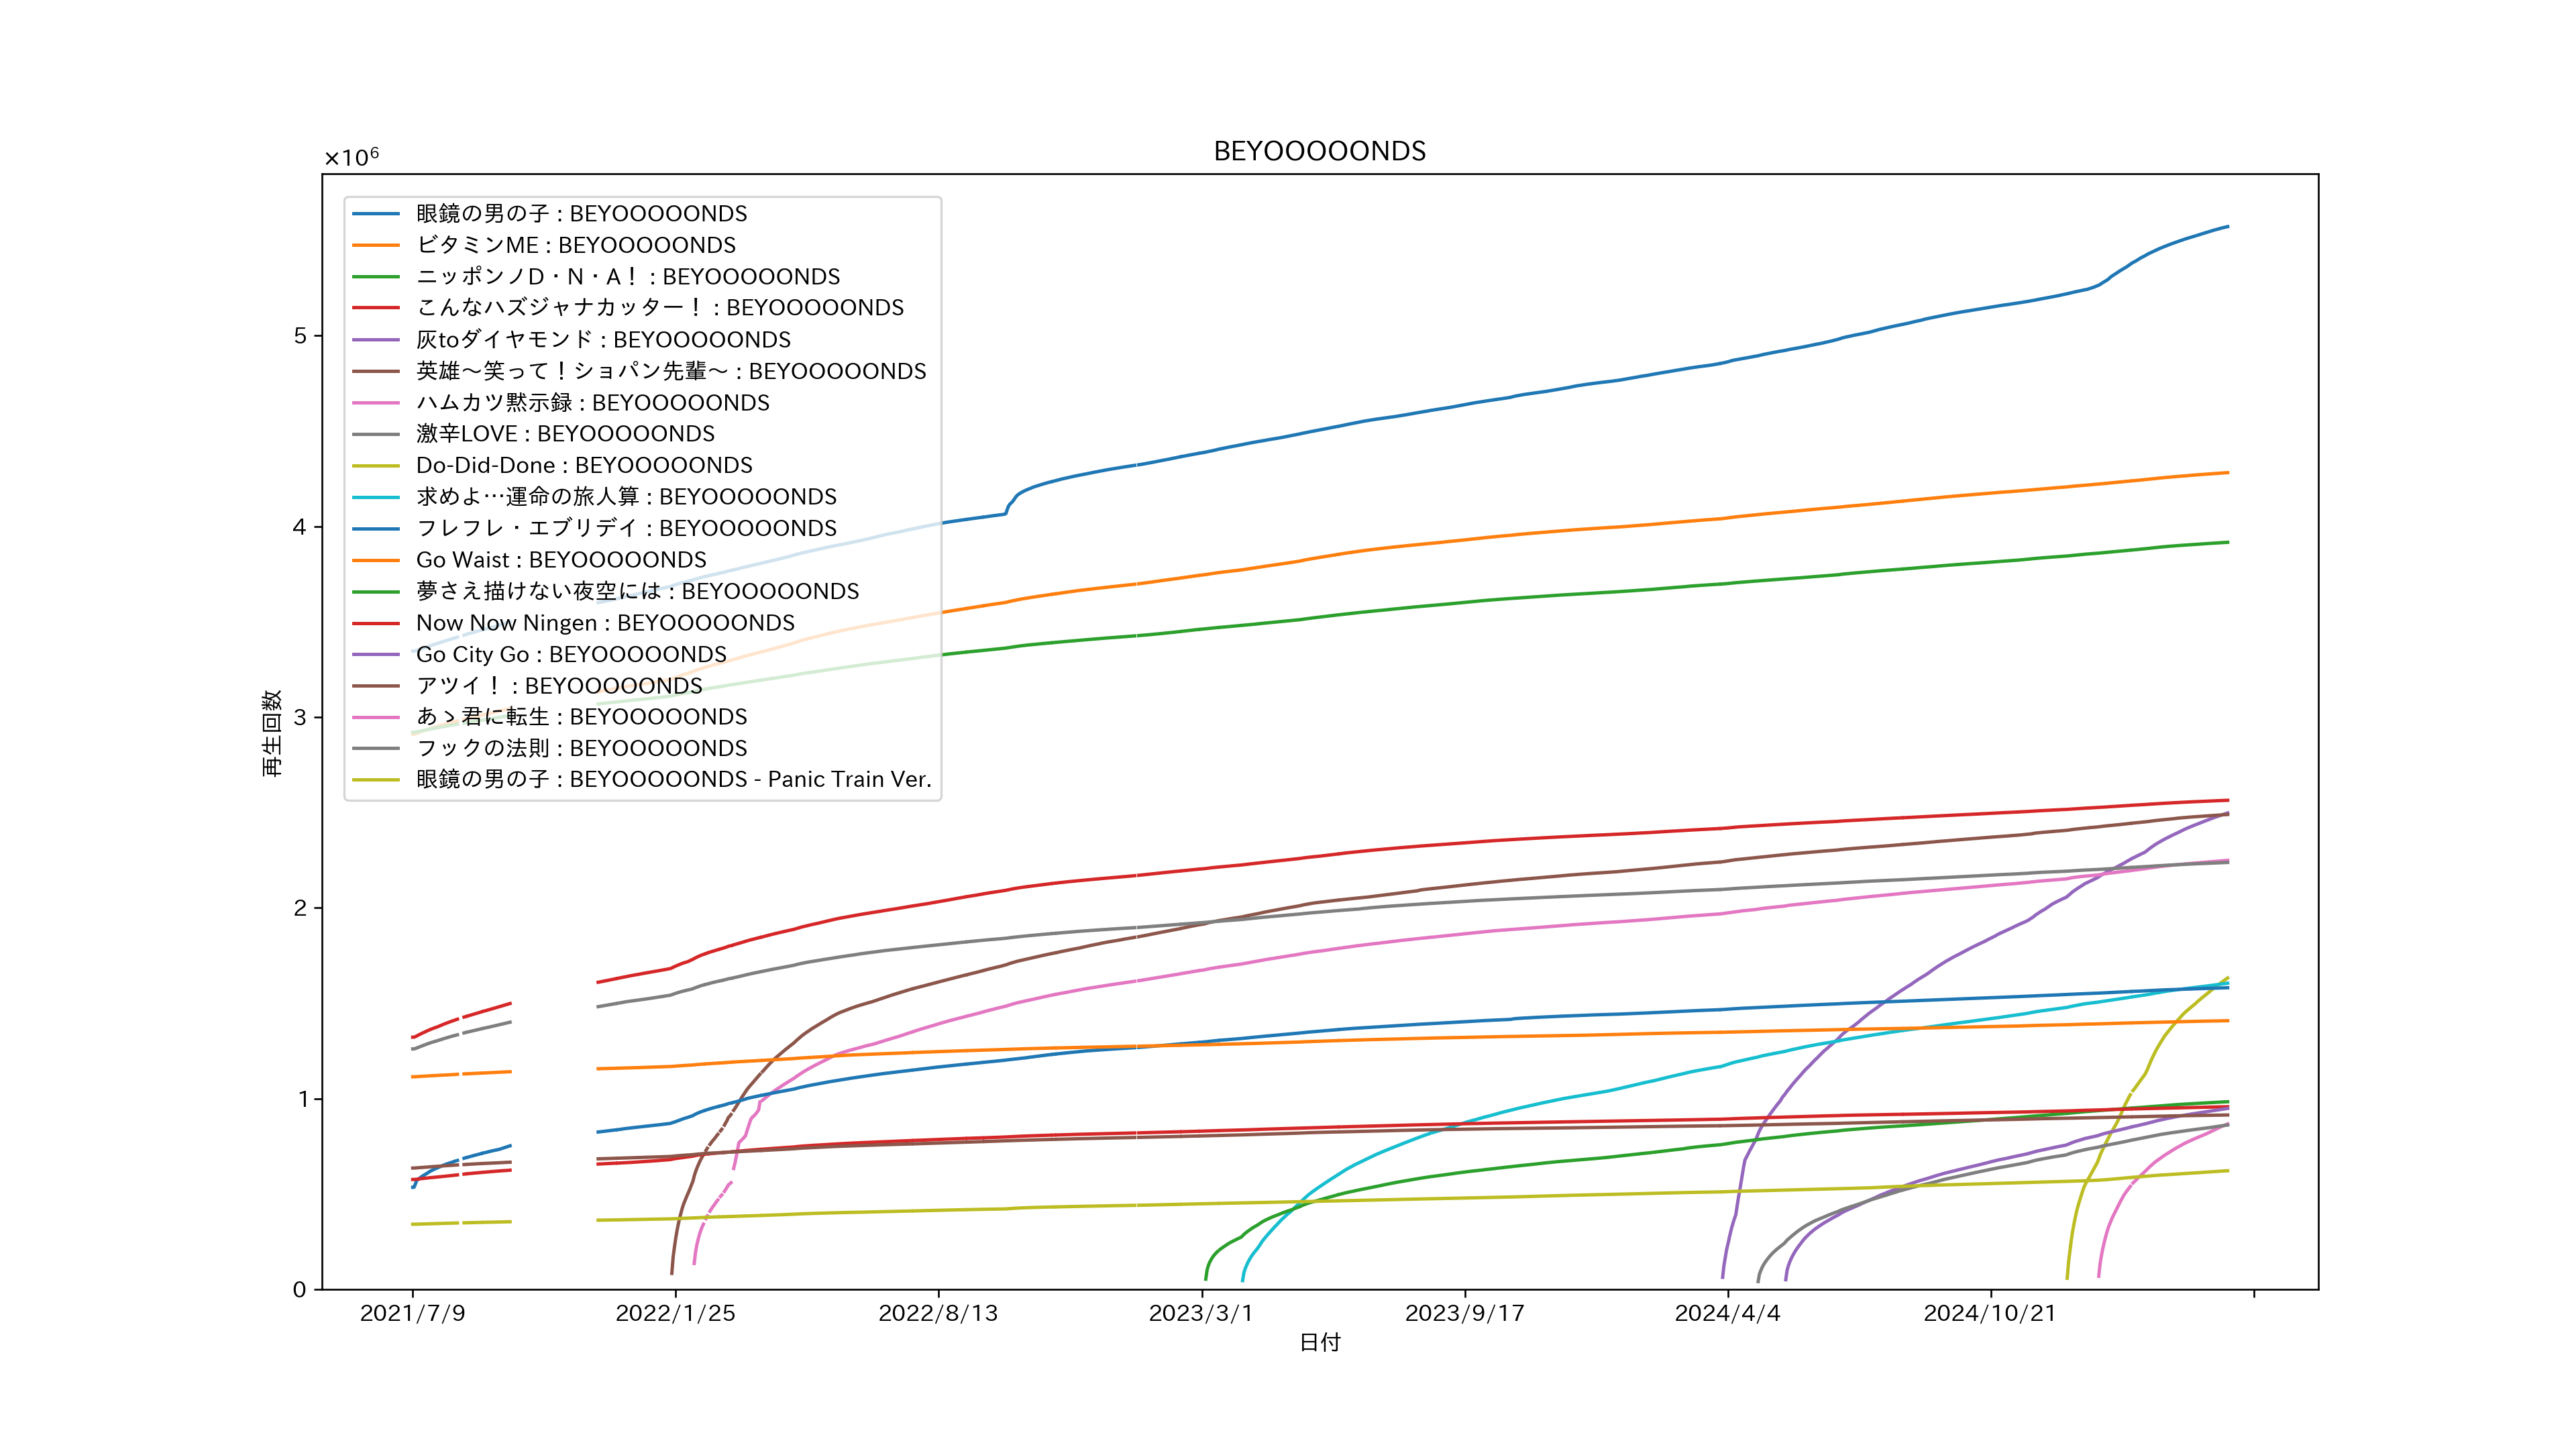 BEYOOOOONDS
×10⁶
眼鏡の男の子 : BEYOOOOONDS
ビタミンME : BEYOOOOONDS
ニッポンノD・N・A！ : BEYOOOOONDS
こんなハズジャナカッター！ : BEYOOOOONDS
灰toダイヤモンド : BEYOOOOONDS
英雄～笑って！ショパン先輩～ : BEYOOOOONDS
ハムカツ黙示録 : BEYOOOOONDS
激辛LOVE : BEYOOOOONDS
Do-Did-Done : BEYOOOOONDS
求めよ…運命の旅人算 : BEYOOOOONDS
フレフレ・エブリデイ : BEYOOOOONDS
Go Waist : BEYOOOOONDS
夢さえ描けない夜空には : BEYOOOOONDS
Now Now Ningen : BEYOOOOONDS
Go City Go : BEYOOOOONDS
アツイ！ : BEYOOOOONDS
あゝ君に転生 : BEYOOOOONDS
フックの法則 : BEYOOOOONDS
眼鏡の男の子 : BEYOOOOONDS - Panic Train Ver.
再生回数
5
4
3
2
1
0
2021/7/9
2022/1/25
2022/8/13
2023/3/1
2023/9/17
2024/4/4
2024/10/21
日付